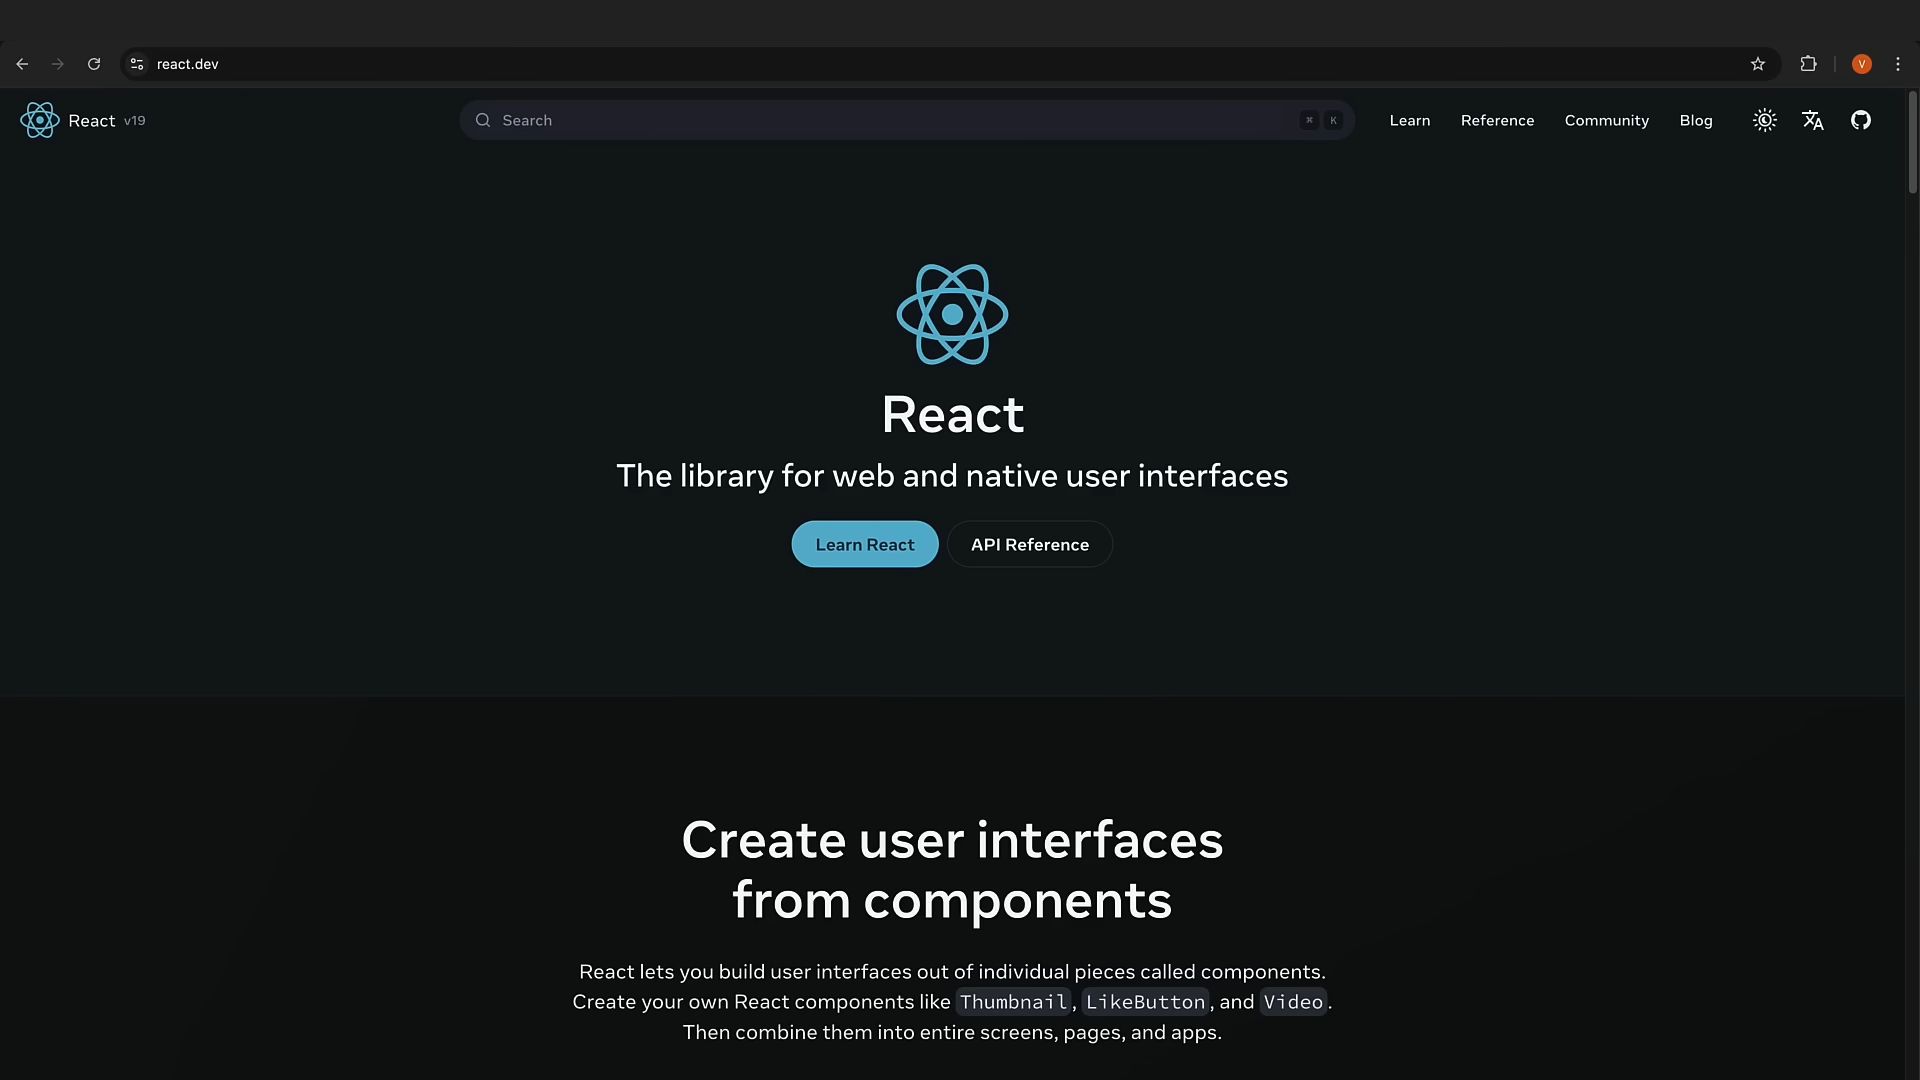 react.dev
V
React v19
Search
⌘ K
Learn
Reference
Community
Blog
React
The library for web and native user interfaces
Learn React
API Reference
Create user interfaces
from components
React lets you build user interfaces out of individual pieces called components.
Create your own React components like Thumbnail, LikeButton, and Video.
Then combine them into entire screens, pages, and apps.